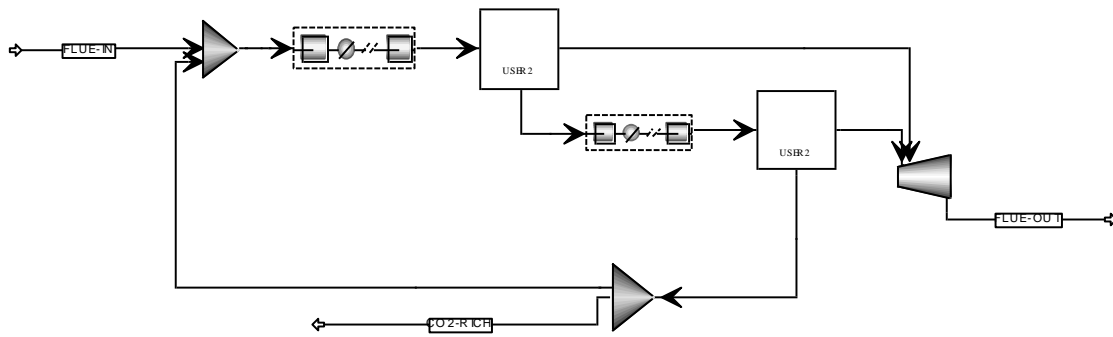 FLUE-IN
USER2
USER2
FLUE-OUT
CO2-RICH